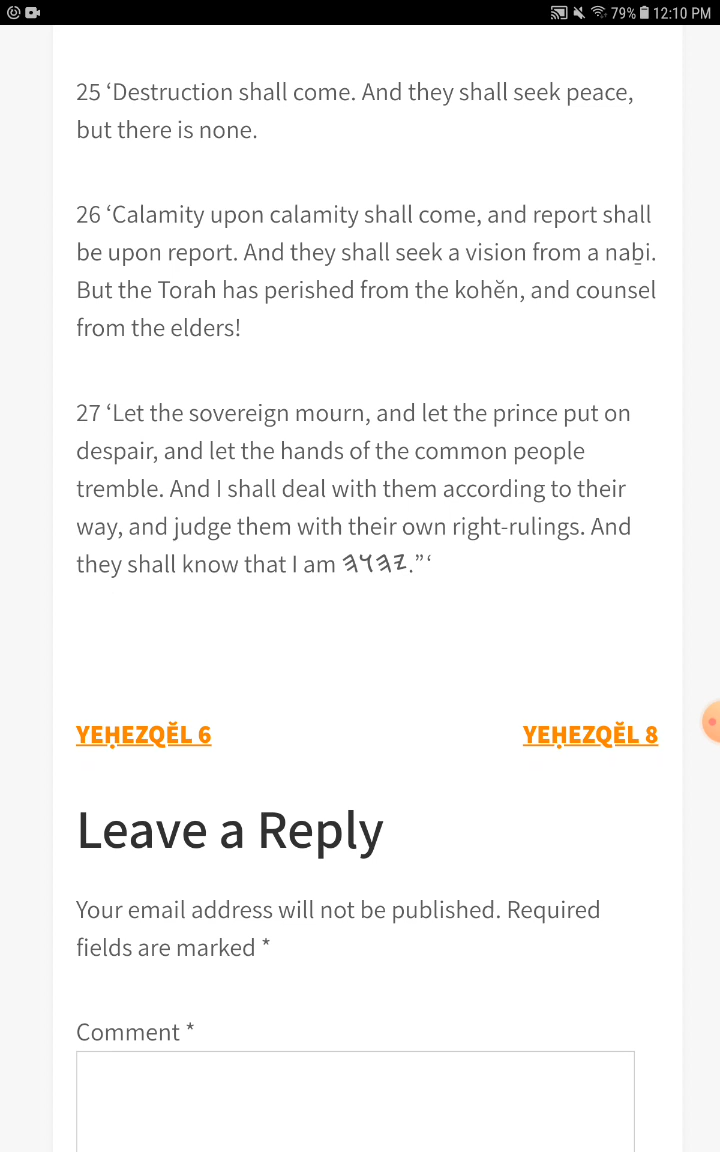 79% 12:10 PM
25 ‘Destruction shall come. And they shall seek peace,
but there is none.
26 ‘Calamity upon calamity shall come, and report shall
be upon report. And they shall seek a vision from a naḇi.
But the Torah has perished from the kohĕn, and counsel
from the elders!
27 ‘Let the sovereign mourn, and let the prince put on
despair, and let the hands of the common people
tremble. And I shall deal with them according to their
way, and judge them with their own right-rulings. And
they shall know that I am 𐤉𐤄𐤅𐤄.”‘
YEḤEZQĔL 6
YEḤEZQĔL 8
Leave a Reply
Your email address will not be published. Required
fields are marked *
Comment *